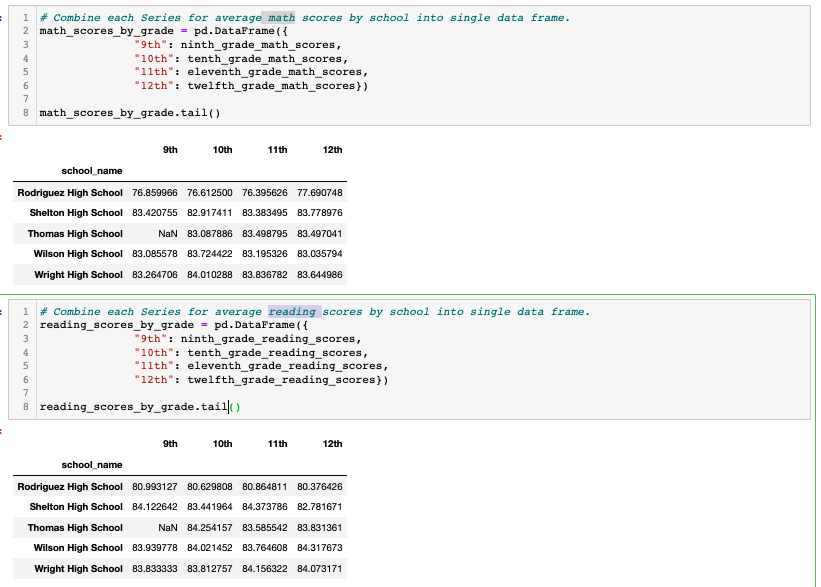 1 # Combine each Series for average math scores by school into single data frame.
2 math_scores_by_grade = pd.DataFrame({
3 "9th": ninth_grade_math_scores,
4 "10th": tenth_grade_math_scores,
5 "11th": eleventh_grade_math_scores,
6 "12th": twelfth_grade_math_scores})
7
8 math_scores_by_grade.tail()
9th 10th 11th 12th
school_name
Rodriguez High School 76.859966 76.612500 76.395626 77.690748
Shelton High School 83.420755 82.917411 83.383495 83.778976
Thomas High School NaN 83.087886 83.498795 83.497041
Wilson High School 83.085578 83.724422 83.195326 83.035794
Wright High School 83.264706 84.010288 83.836782 83.644986
1 # Combine each Series for average reading scores by school into single data frame.
2 reading_scores_by_grade = pd.DataFrame({
3 "9th": ninth_grade_reading_scores,
4 "10th": tenth_grade_reading_scores,
5 "11th": eleventh_grade_reading_scores,
6 "12th": twelfth_grade_reading_scores})
7
8 reading_scores_by_grade.tail()
9th 10th 11th 12th
school_name
Rodriguez High School 80.993127 80.629808 80.864811 80.376426
Shelton High School 84.122642 83.441964 84.373786 82.781671
Thomas High School NaN 84.254157 83.585542 83.831361
Wilson High School 83.939778 84.021452 83.764608 84.317673
Wright High School 83.833333 83.812757 84.156322 84.073171